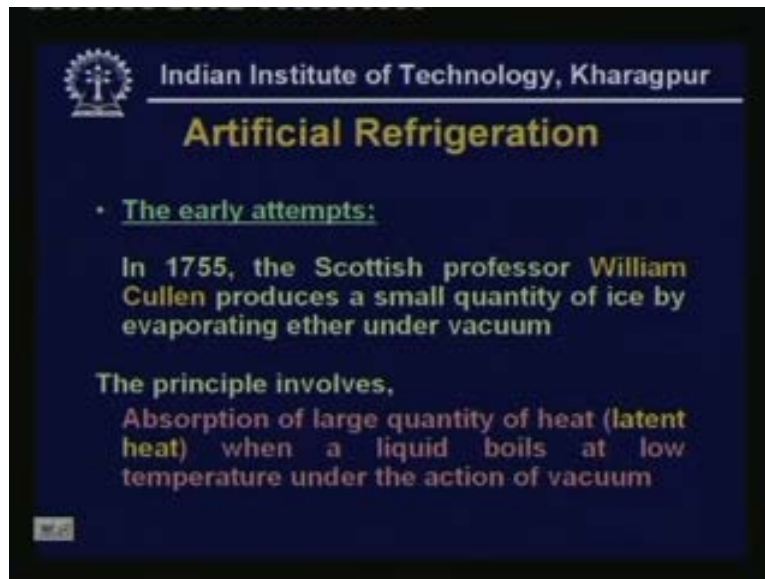 Indian Institute of Technology, Kharagpur
Artificial Refrigeration
• The early attempts:
In 1755, the Scottish professor William
Cullen produces a small quantity of ice by
evaporating ether under vacuum
The principle involves,
Absorption of large quantity of heat (latent
heat) when a liquid boils at low
temperature under the action of vacuum